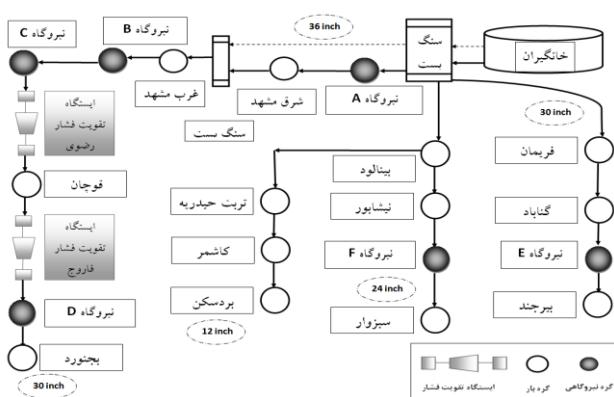 نیروگاه C
نیروگاه B
36 inch
سنگ
بست
خانگیران
غرب مشهد
شرق مشهد
نیروگاه A
سنگ بست
30 inch
ایستگاه
تقویت فشار
رضوی
فریمان
بینالود
قوچان
تربت حیدریه
نیشابور
گناباد
ایستگاه
تقویت فشار
فاروج
کاشمر
نیروگاه F
نیروگاه E
24 inch
بردسکن
سبزوار
بیرجند
نیروگاه D
12 inch
بجنورد
30 inch
ایستگاه تقویت فشار
گره بار
گره نیروگاهی